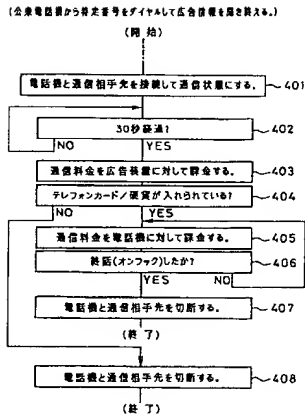 (公衆電話機から特定番号をダイヤルして広告情報を聞き終える。)
(開始)
電話機と通信相手先を接続して通信状態にする。
401
30秒経過?
402
NO
YES
通信料金を広告装置に対して課金する。
403
テレフォンカード/硬貨が入れられている?
404
NO
YES
通信料金を電話機に対して課金する。
405
終話(オンフック)したか?
406
YES
NO
電話機と通信相手先を切断する。
407
(終了)
電話機と通信相手先を切断する。
408
(終了)